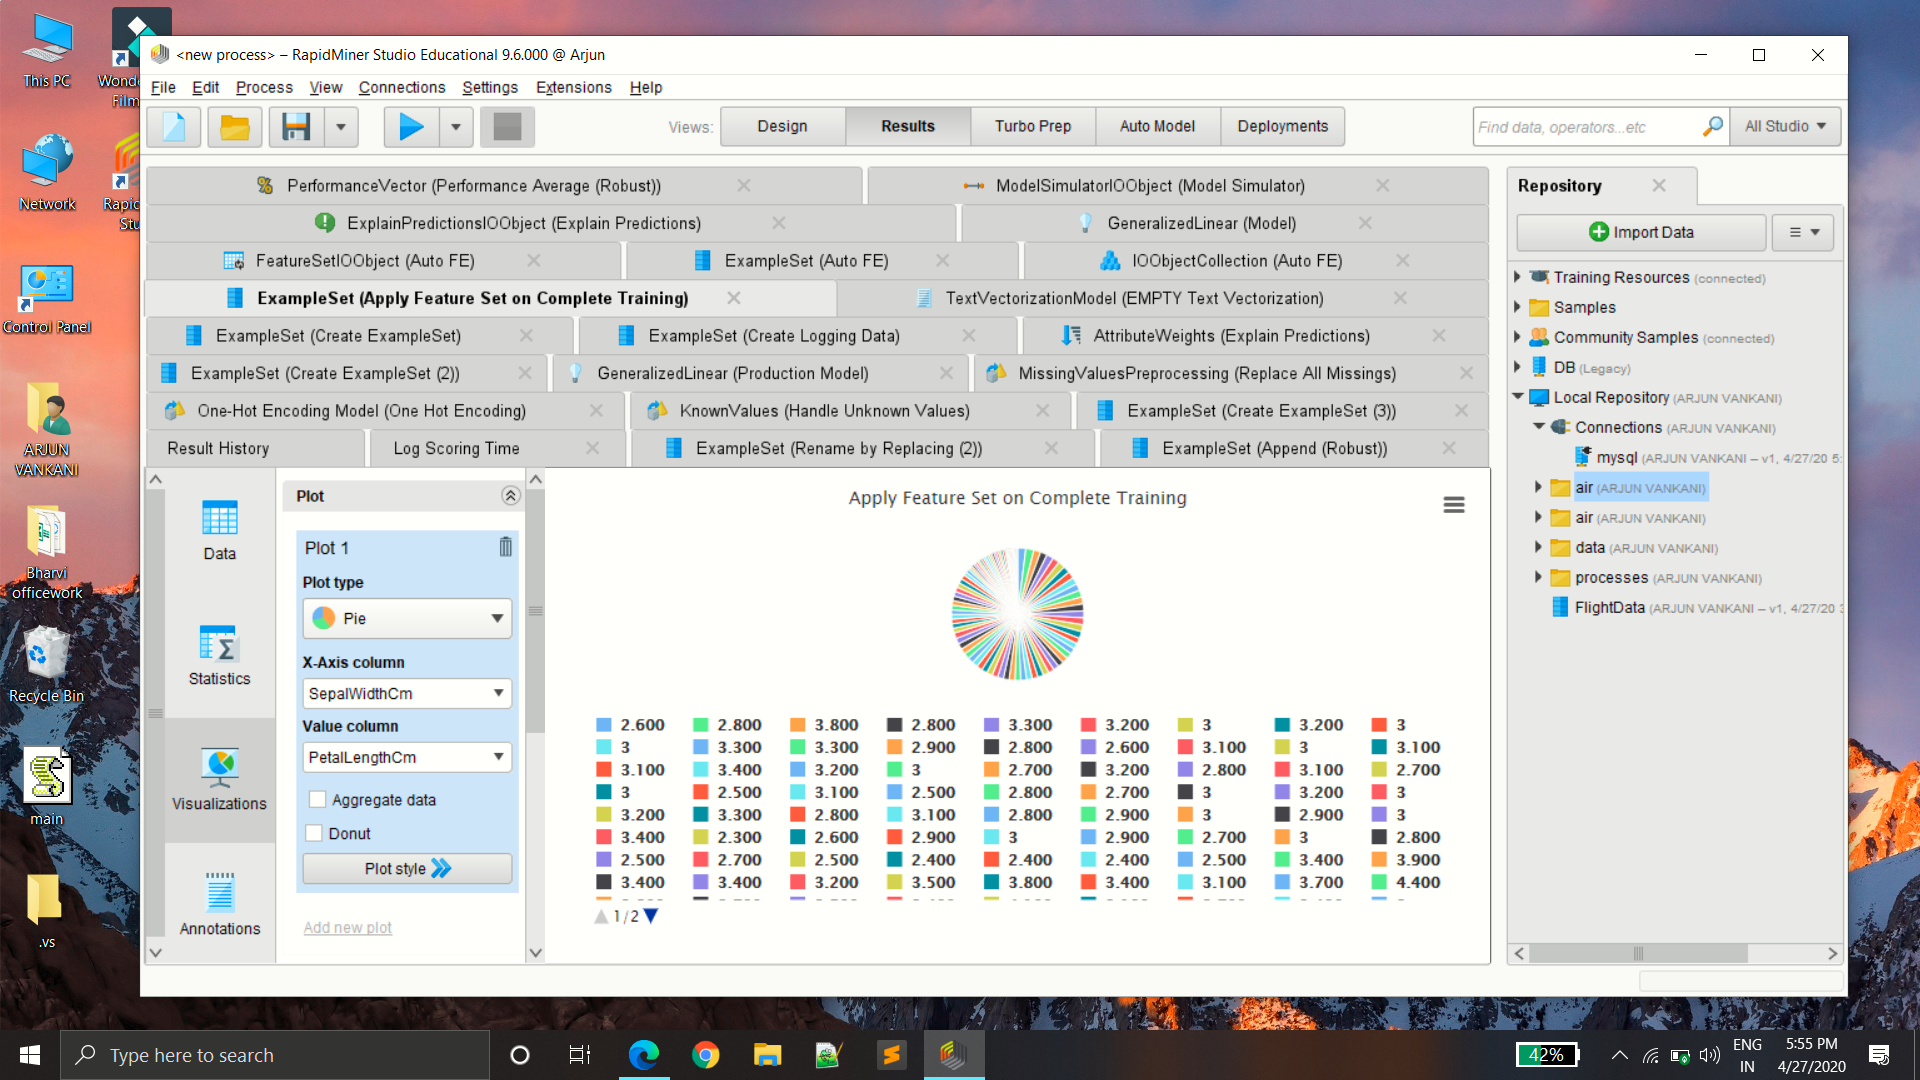 This PC
Wonde
Film
Network
Rapid
Stu
Control Panel
ARJUN
VANKANI
Bharvi
officework
Recycle Bin
main
.vs
<new process> – RapidMiner Studio Educational 9.6.000 @ Arjun
File Edit Process View Connections Settings Extensions Help
Views: Design Results Turbo Prep Auto Model Deployments
Find data, operators...etc All Studio
PerformanceVector (Performance Average (Robust)) ModelSimulatorIOObject (Model Simulator)
ExplainPredictionsIOObject (Explain Predictions) GeneralizedLinear (Model)
FeatureSetIOObject (Auto FE) ExampleSet (Auto FE) IOObjectCollection (Auto FE)
ExampleSet (Apply Feature Set on Complete Training) TextVectorizationModel (EMPTY Text Vectorization)
ExampleSet (Create ExampleSet) ExampleSet (Create Logging Data) AttributeWeights (Explain Predictions)
ExampleSet (Create ExampleSet (2)) GeneralizedLinear (Production Model) MissingValuesPreprocessing (Replace All Missings)
One-Hot Encoding Model (One Hot Encoding) KnownValues (Handle Unknown Values) ExampleSet (Create ExampleSet (3))
Result History Log Scoring Time ExampleSet (Rename by Replacing (2)) ExampleSet (Append (Robust))
Data
Statistics
Visualizations
Annotations
Plot
Plot 1
Plot type
Pie
X-Axis column
SepalWidthCm
Value column
PetalLengthCm
Aggregate data
Donut
Plot style
Add new plot
Apply Feature Set on Complete Training
2.600 2.800 3.800 2.800 3.300 3.200 3 3.200 3
3 3.300 3.300 2.900 2.800 2.600 3.100 3 3.100
3.100 3.400 3.200 3 2.700 3.200 2.800 3.100 2.700
3 2.500 3.100 2.500 2.800 2.700 3 3.200 3
3.200 3.300 2.800 3.100 2.800 2.900 3 2.900 3
3.400 2.300 2.600 2.900 3 2.900 2.700 3 2.800
2.500 2.700 2.500 2.400 2.400 2.400 2.500 3.400 3.900
3.400 3.400 3.200 3.500 3.800 3.400 3.100 3.700 4.400
1/2
Repository
Import Data
Training Resources (connected)
Samples
Community Samples (connected)
DB (Legacy)
Local Repository (ARJUN VANKANI)
Connections (ARJUN VANKANI)
mysql (ARJUN VANKANI – v1, 4/27/20 5:
air (ARJUN VANKANI)
air (ARJUN VANKANI)
data (ARJUN VANKANI)
processes (ARJUN VANKANI)
FlightData (ARJUN VANKANI – v1, 4/27/20 3
Type here to search
42%
ENG
IN
5:55 PM
4/27/2020